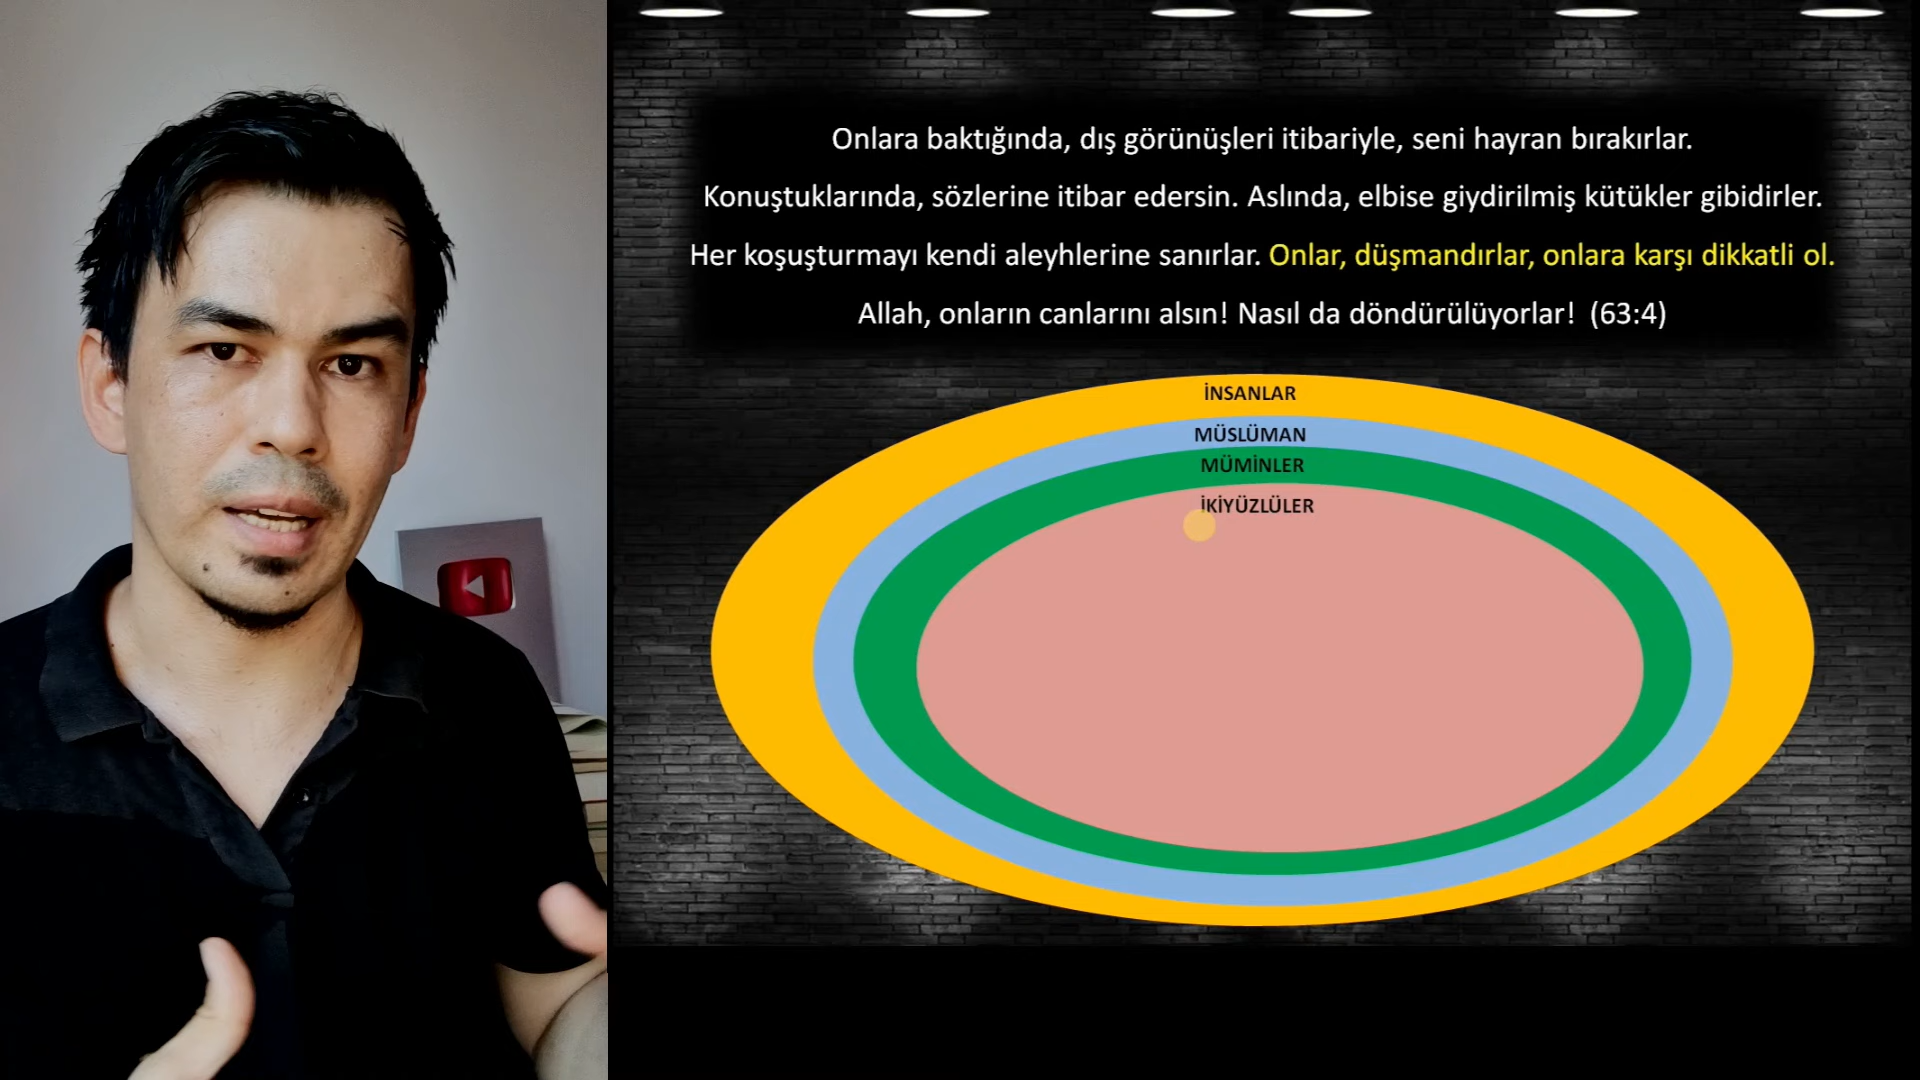 Onlara baktığında, dış görünüşleri itibariyle, seni hayran bırakırlar.
Konuştuklarında, sözlerine itibar edersin. Aslında, elbise giydirilmiş kütükler gibidirler.
Her koşuşturmayı kendi aleyhlerine sanırlar. Onlar, düşmandırlar, onlara karşı dikkatli ol.
Allah, onların canlarını alsın! Nasıl da döndürülüyorlar! (63:4)
İNSANLAR
MÜSLÜMAN
MÜMİNLER
İKİYÜZLÜLER